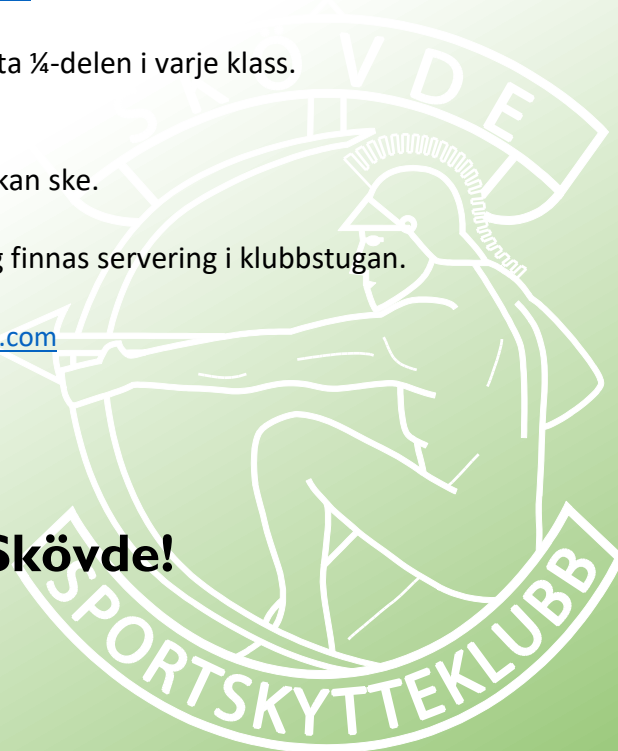 ta ¼-delen i varje klass.
kan ske.
g finnas servering i klubbstugan.
.com
Skövde!
SKÖVDE
SPORTSKYTTEKLUBB